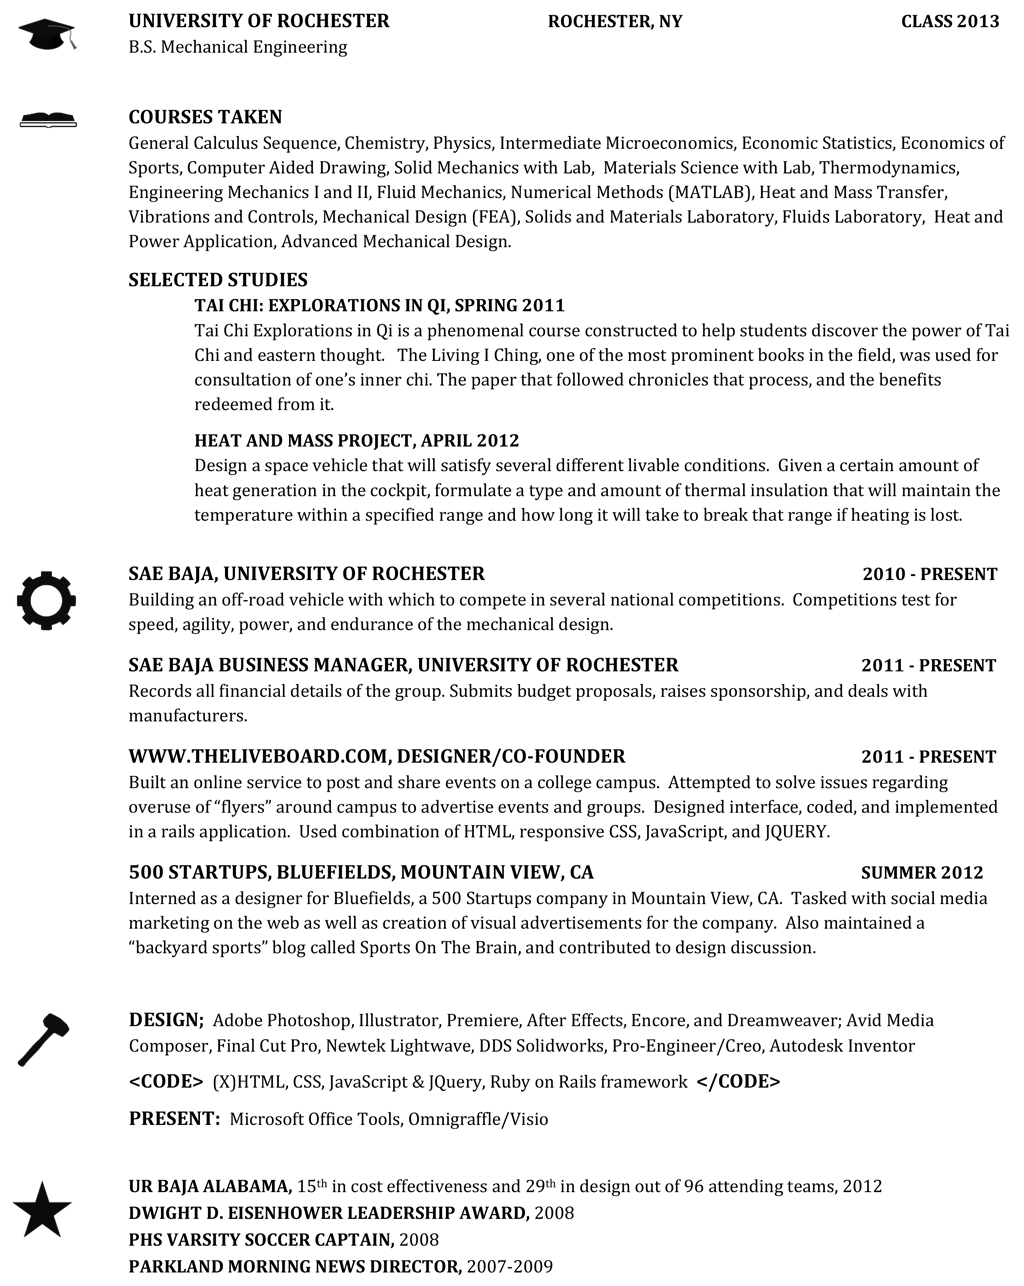 UNIVERSITY OF ROCHESTER ROCHESTER, NY CLASS 2013
B.S. Mechanical Engineering
COURSES TAKEN
General Calculus Sequence, Chemistry, Physics, Intermediate Microeconomics, Economic Statistics, Economics of
Sports, Computer Aided Drawing, Solid Mechanics with Lab, Materials Science with Lab, Thermodynamics,
Engineering Mechanics I and II, Fluid Mechanics, Numerical Methods (MATLAB), Heat and Mass Transfer,
Vibrations and Controls, Mechanical Design (FEA), Solids and Materials Laboratory, Fluids Laboratory, Heat and
Power Application, Advanced Mechanical Design.
SELECTED STUDIES
TAI CHI: EXPLORATIONS IN QI, SPRING 2011
Tai Chi Explorations in Qi is a phenomenal course constructed to help students discover the power of Tai
Chi and eastern thought. The Living I Ching, one of the most prominent books in the field, was used for
consultation of one's inner chi. The paper that followed chronicles that process, and the benefits
redeemed from it.
HEAT AND MASS PROJECT, APRIL 2012
Design a space vehicle that will satisfy several different livable conditions. Given a certain amount of
heat generation in the cockpit, formulate a type and amount of thermal insulation that will maintain the
temperature within a specified range and how long it will take to break that range if heating is lost.
SAE BAJA, UNIVERSITY OF ROCHESTER 2010 - PRESENT
Building an off-road vehicle with which to compete in several national competitions. Competitions test for
speed, agility, power, and endurance of the mechanical design.
SAE BAJA BUSINESS MANAGER, UNIVERSITY OF ROCHESTER 2011 - PRESENT
Records all financial details of the group. Submits budget proposals, raises sponsorship, and deals with
manufacturers.
WWW.THELIVEBOARD.COM, DESIGNER/CO-FOUNDER 2011 - PRESENT
Built an online service to post and share events on a college campus. Attempted to solve issues regarding
overuse of "flyers" around campus to advertise events and groups. Designed interface, coded, and implemented
in a rails application. Used combination of HTML, responsive CSS, JavaScript, and JQUERY.
500 STARTUPS, BLUEFIELDS, MOUNTAIN VIEW, CA SUMMER 2012
Interned as a designer for Bluefields, a 500 Startups company in Mountain View, CA. Tasked with social media
marketing on the web as well as creation of visual advertisements for the company. Also maintained a
"backyard sports" blog called Sports On The Brain, and contributed to design discussion.
DESIGN; Adobe Photoshop, Illustrator, Premiere, After Effects, Encore, and Dreamweaver; Avid Media
Composer, Final Cut Pro, Newtek Lightwave, DDS Solidworks, Pro-Engineer/Creo, Autodesk Inventor
<CODE> (X)HTML, CSS, JavaScript & JQuery, Ruby on Rails framework </CODE>
PRESENT: Microsoft Office Tools, Omnigraffle/Visio
UR BAJA ALABAMA, 15th in cost effectiveness and 29th in design out of 96 attending teams, 2012
DWIGHT D. EISENHOWER LEADERSHIP AWARD, 2008
PHS VARSITY SOCCER CAPTAIN, 2008
PARKLAND MORNING NEWS DIRECTOR, 2007-2009